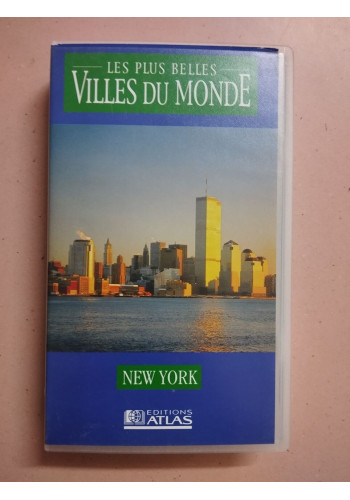 LES PLUS BELLES
VILLES DU MONDE
NEW YORK
EDITIONS
ATLAS